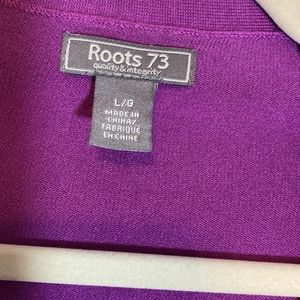 Roots 73
quality&integrity
L/G
MADE IN
CHINA/
FABRIQUÉ
EN CHINE